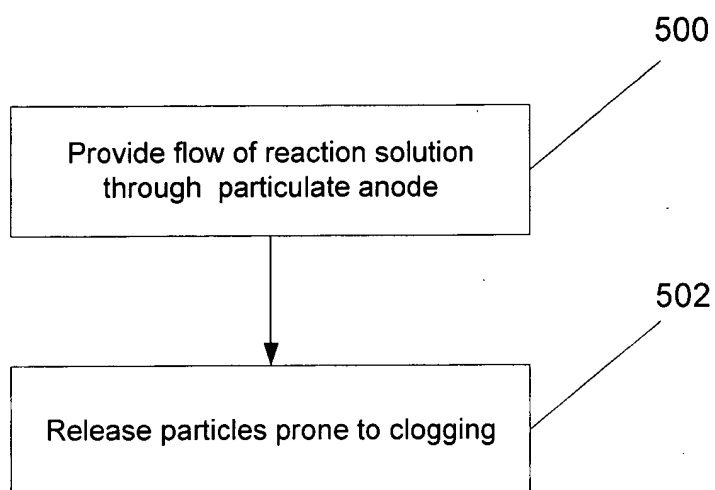 500
Provide flow of reaction solution
through particulate anode
502
Release particles prone to clogging